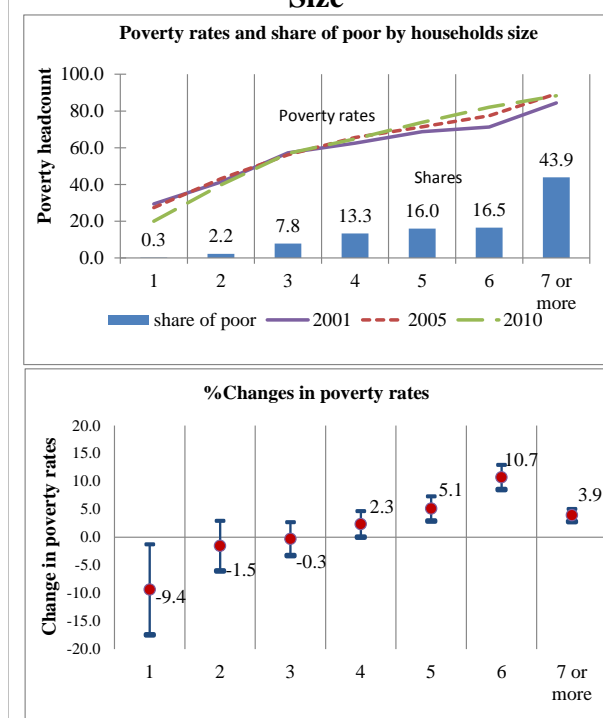 Size
Poverty rates and share of poor by households size
Poverty headcount
100.0
80.0
60.0
40.0
20.0
0.0
Poverty rates
Shares
0.3
2.2
7.8
13.3
16.0
16.5
43.9
1 2 3 4 5 6 7 or more
share of poor 2001 2005 2010
%Changes in poverty rates
Change in poverty rates
20.0
15.0
10.0
5.0
0.0
-5.0
-10.0
-15.0
-20.0
-9.4
-1.5
-0.3
2.3
5.1
10.7
3.9
1 2 3 4 5 6 7 or more